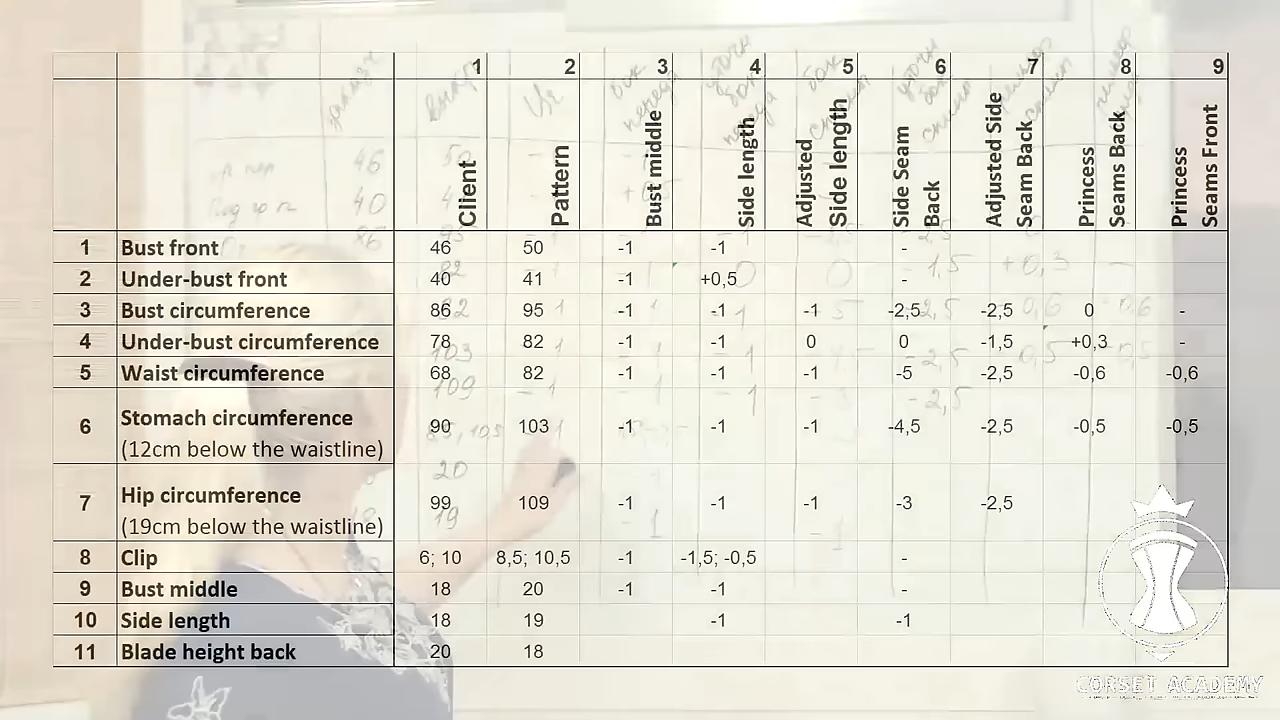 1 2 3 4 5 6 7 8 9
Client Pattern Bust middle Side length Adjusted Side length Side Seam Back Adjusted Side Seam Back Princess Seams Back Princess Seams Front
1 Bust front 46 50 -1 -1 -
2 Under-bust front 40 41 -1 +0,5 -
3 Bust circumference 86 95 -1 -1 -1 -2,5 -2,5 0 -
4 Under-bust circumference 78 82 -1 -1 0 0 -1,5 +0,3 -
5 Waist circumference 68 82 -1 -1 -1 -5 -2,5 -0,6 -0,6
6 Stomach circumference (12cm below the waistline) 90 103 -1 -1 -1 -4,5 -2,5 -0,5 -0,5
7 Hip circumference (19cm below the waistline) 99 109 -1 -1 -1 -3 -2,5
8 Clip 6; 10 8,5; 10,5 -1 -1,5; -0,5 -
9 Bust middle 18 20 -1 -1 -
10 Side length 18 19 -1 -1
11 Blade height back 20 18
CORSET ACADEMY